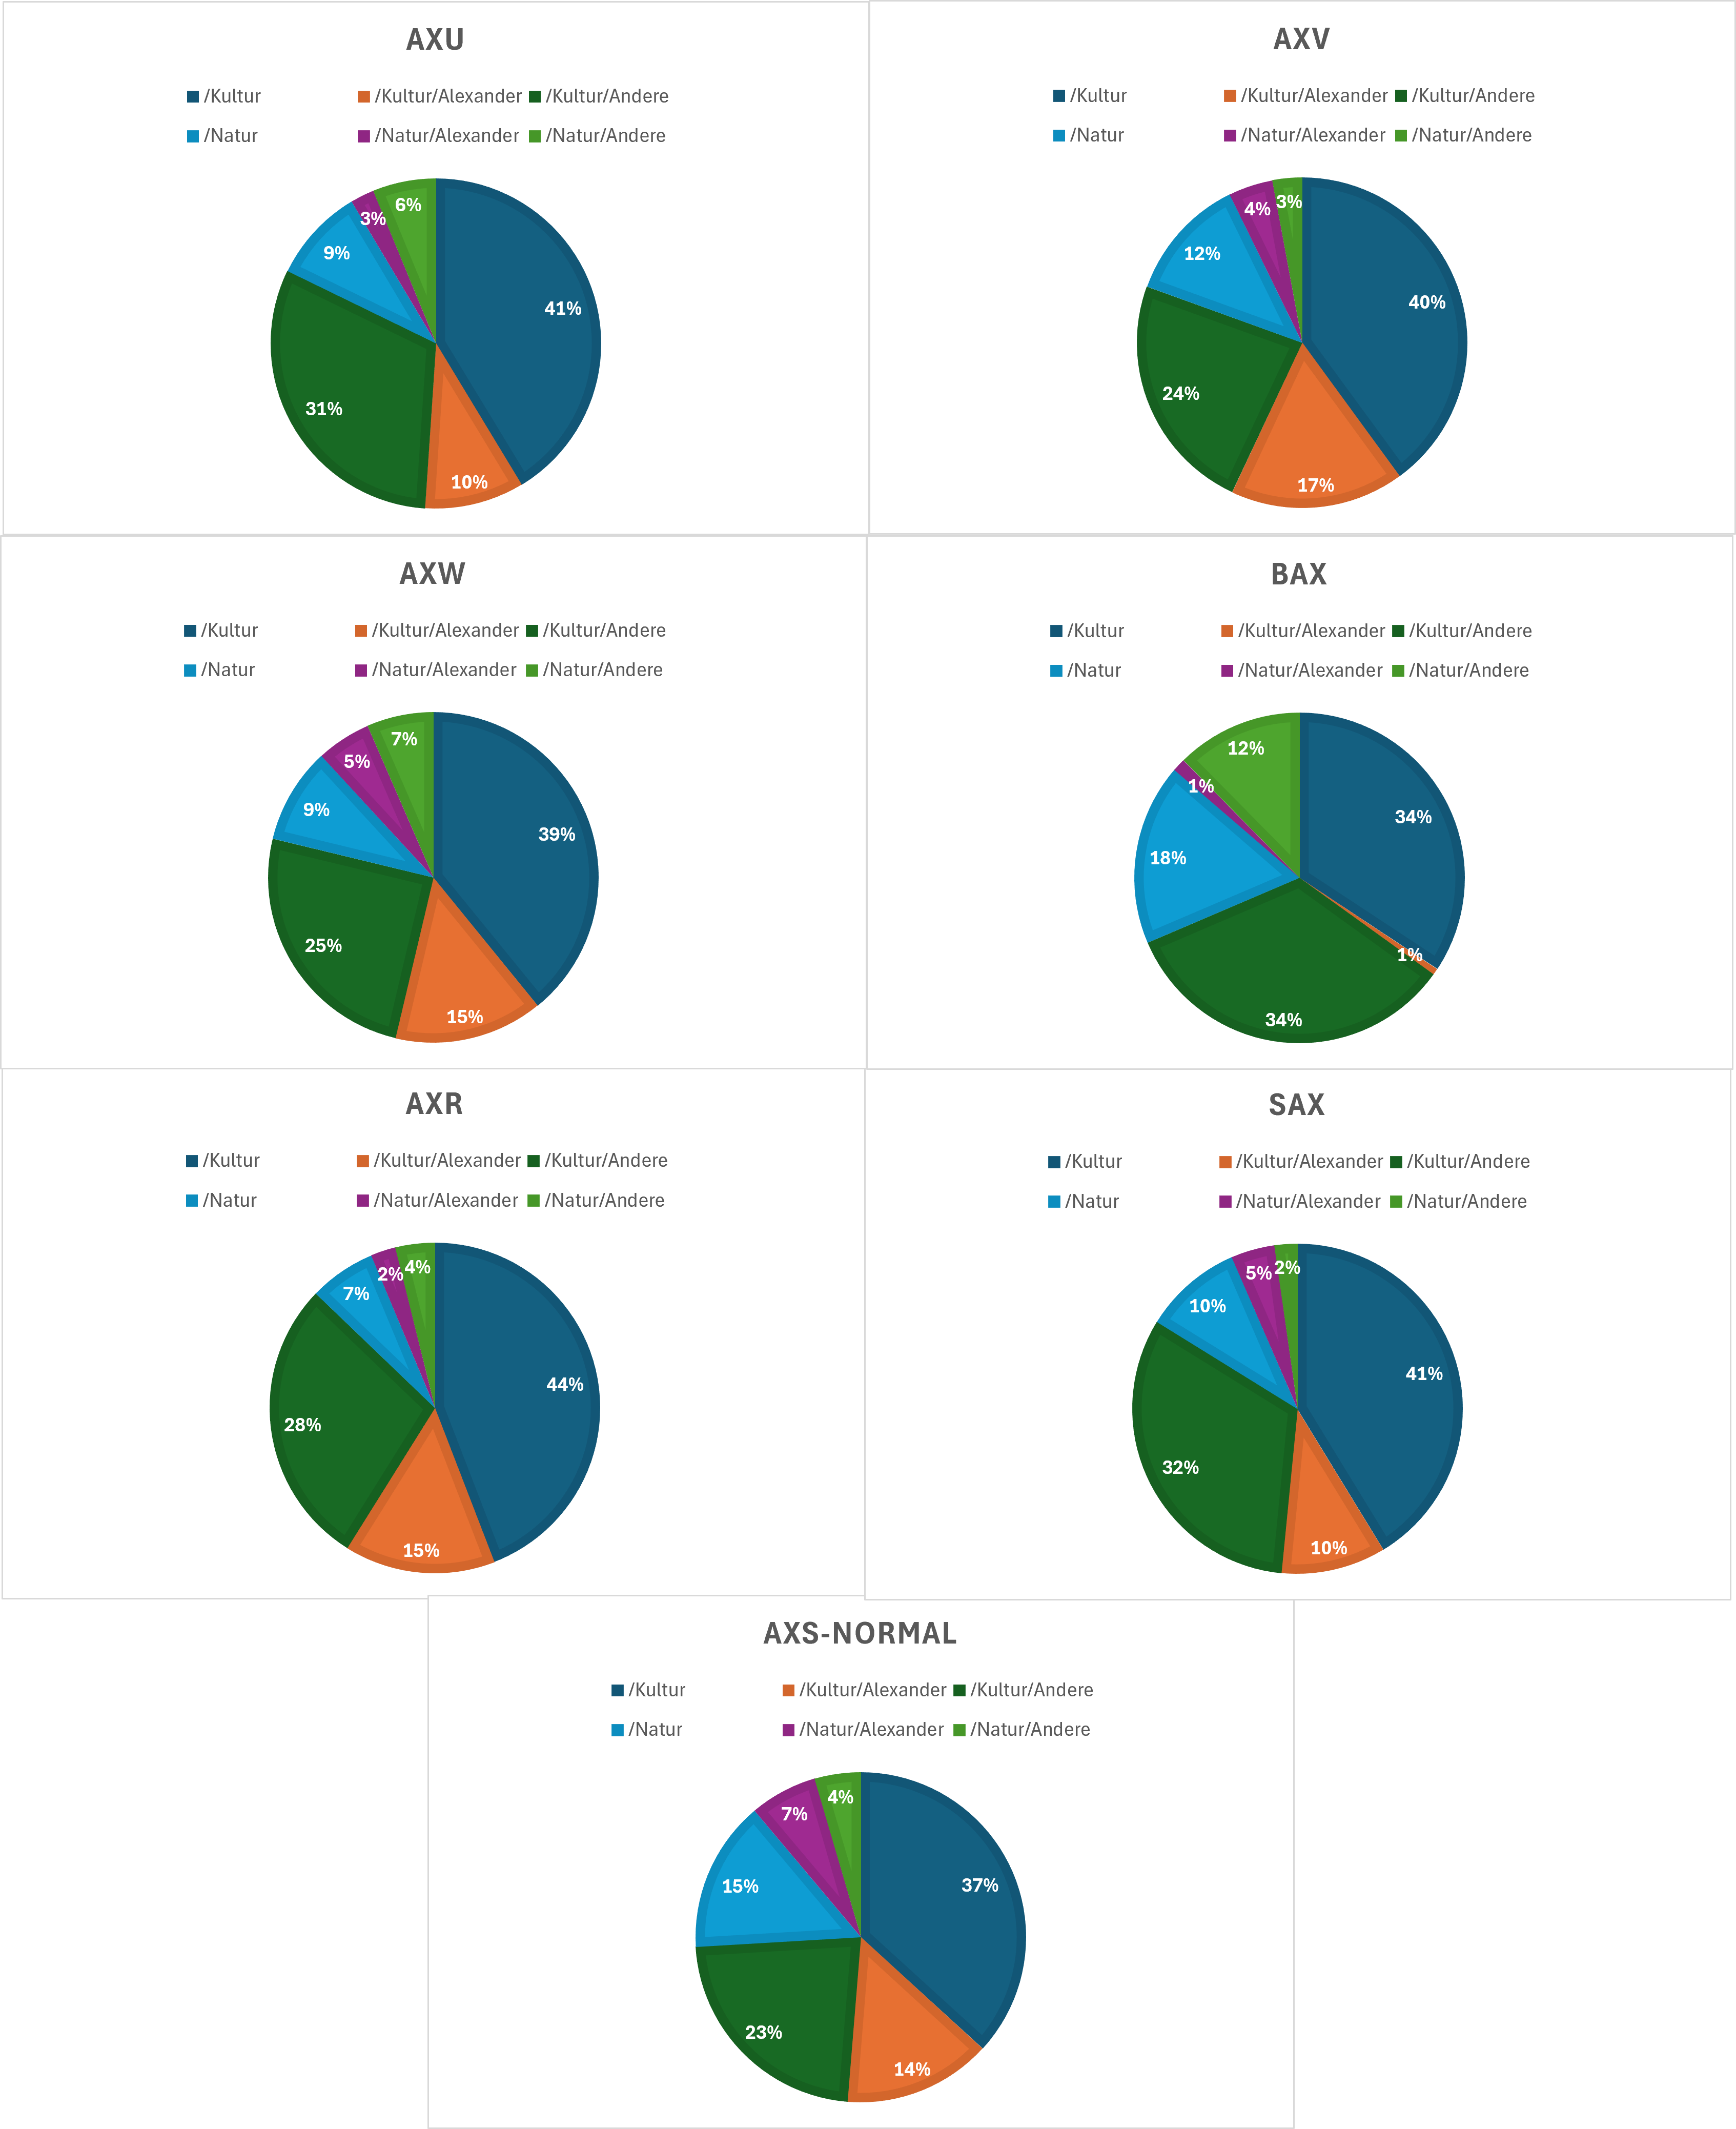 AXU
/Kultur /Kultur/Alexander /Kultur/Andere
/Natur /Natur/Alexander /Natur/Andere
6%
3%
9%
41%
31%
10%
AXV
/Kultur /Kultur/Alexander /Kultur/Andere
/Natur /Natur/Alexander /Natur/Andere
3%
4%
12%
40%
24%
17%
AXW
/Kultur /Kultur/Alexander /Kultur/Andere
/Natur /Natur/Alexander /Natur/Andere
7%
5%
9%
39%
25%
15%
BAX
/Kultur /Kultur/Alexander /Kultur/Andere
/Natur /Natur/Alexander /Natur/Andere
12%
1%
34%
18%
1%
34%
AXR
/Kultur /Kultur/Alexander /Kultur/Andere
/Natur /Natur/Alexander /Natur/Andere
2% 4%
7%
44%
28%
15%
SAX
/Kultur /Kultur/Alexander /Kultur/Andere
/Natur /Natur/Alexander /Natur/Andere
5% 2%
10%
41%
32%
10%
AXS-NORMAL
/Kultur /Kultur/Alexander /Kultur/Andere
/Natur /Natur/Alexander /Natur/Andere
4%
7%
15% 37%
23%
14%